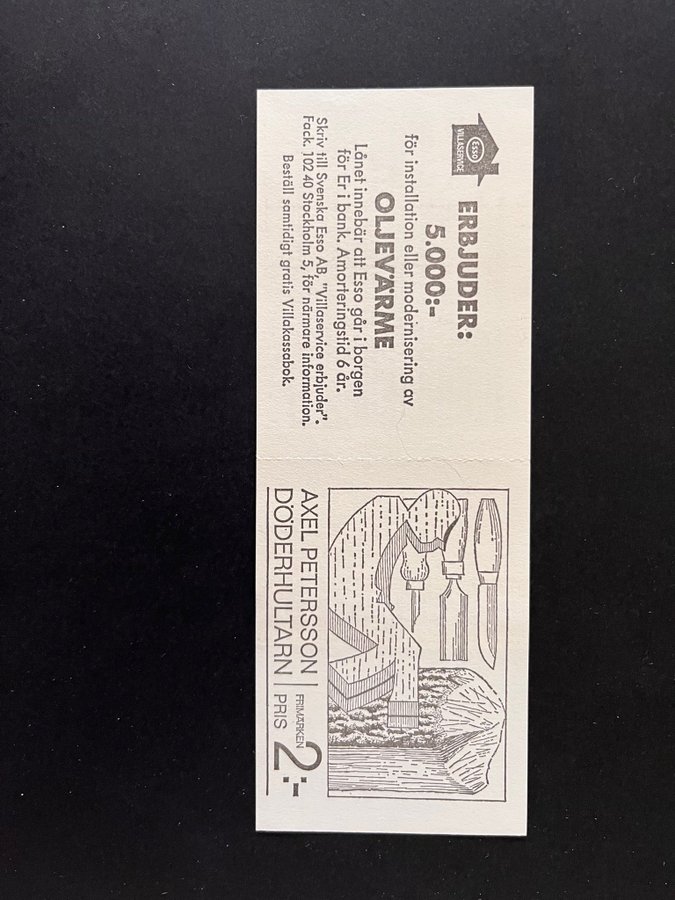 ESSO
VILLASERVICE
ERBJUDER:
5.000:-
för installation eller modernisering av
OLJEVÄRME
Lånet innebär att Esso går i borgen
för Er i bank. Amorteringstid 6 år.
Skriv till Svenska Esso AB, "Villaservice erbjuder".
Fack. 102 40 Stockholm 5, för närmare information.
Beställ samtidigt gratis Villakassabok.
AXEL PETERSSON
DÖDERHULTARN
FRIMÄRKEN
PRIS
2:-